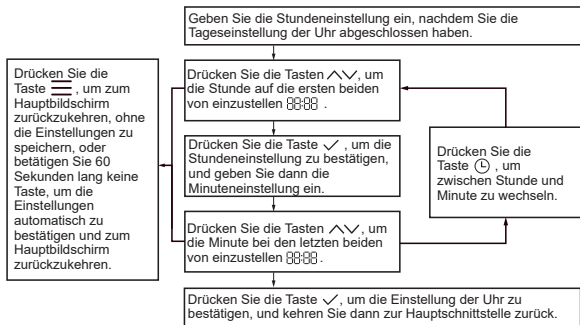 Geben Sie die Stundeneinstellung ein, nachdem Sie die
Tageseinstellung der Uhr abgeschlossen haben.
Drücken Sie die
Taste ☰ , um zum
Hauptbildschirm
zurückzukehren, ohne
die Einstellungen zu
speichern, oder
betätigen Sie 60
Sekunden lang keine
Taste, um die
Einstellungen
automatisch zu
bestätigen und zum
Hauptbildschirm
zurückzukehren.
Drücken Sie die Tasten ∧∨, um
die Stunde auf die ersten beiden
von einzustellen 88:88 .
Drücken Sie die Taste ✓ , um die
Stundeneinstellung zu bestätigen,
und geben Sie dann die
Minuteneinstellung ein.
Drücken Sie die Tasten ∧∨, um
die Minute bei den letzten beiden
von einzustellen 88:88 .
Drücken Sie die
Taste 🕒 , um
zwischen Stunde und
Minute zu wechseln.
Drücken Sie die Taste ✓, um die Einstellung der Uhr zu
bestätigen, und kehren Sie dann zur Hauptschnittstelle zurück.